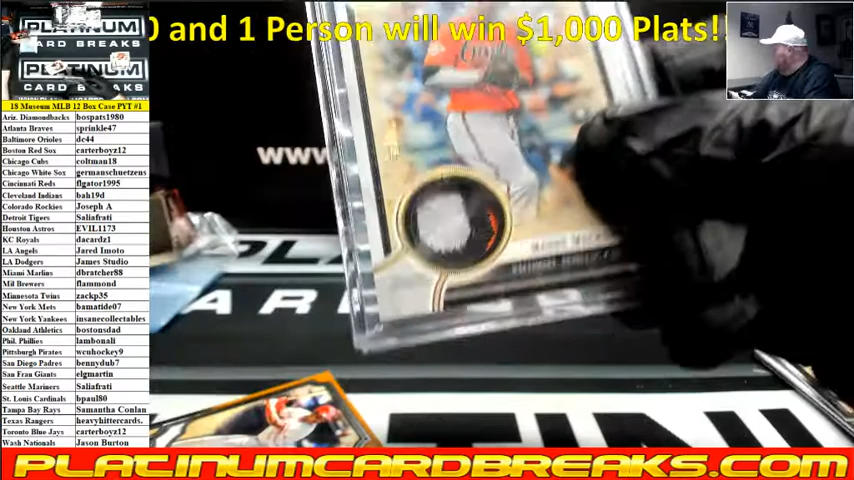 0 and 1 Person will win $1,000 Plats!
PLATINUM
CARD BREAKS
PLATINUM
CARD BREAKS
18 Museum MLB 12 Box Case PYT #1
Ariz. Diamondbacks bospats1980
Atlanta Braves sprinkle47
Baltimore Orioles dc44
Boston Red Sox carterboyz12
Chicago Cubs coltman18
Chicago White Sox germanschuetzens
Cincinnati Reds flgator1995
Cleveland Indians bah19d
Colorado Rockies Joseph A
Detroit Tigers Saliafrati
Houston Astros EVIL1173
KC Royals dacardz1
LA Angels Jared Imoto
LA Dodgers James Studio
Miami Marlins dbratcher88
Mil Brewers flammond
Minnesota Twins zackp35
New York Mets bamatide07
New York Yankees insanecollectables
Oakland Athletics bostonsdad
Phil. Phillies lambonali
Pittsburgh Pirates wcuhockey9
San Diego Padres bennydub7
San Fran Giants elgmartin
Seattle Mariners Saliafrati
St. Louis Cardinals bpaul80
Tampa Bay Rays Samantha Conlan
Texas Rangers heavyhittercards.
Toronto Blue Jays carterboyz12
Wash Nationals Jason Burton
www
CAR
TINU
PLATINUMCARDBREAKS.COM